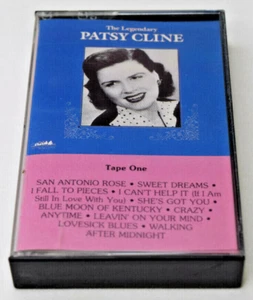 The Legendary
PATSY CLINE
Tape One
SAN ANTONIO ROSE • SWEET DREAMS •
I FALL TO PIECES • I CAN'T HELP IT (If I Am
Still In Love With You) • SHE'S GOT YOU •
BLUE MOON OF KENTUCKY • CRAZY •
ANYTIME • LEAVIN' ON YOUR MIND •
LOVESICK BLUES • WALKING
AFTER MIDNIGHT